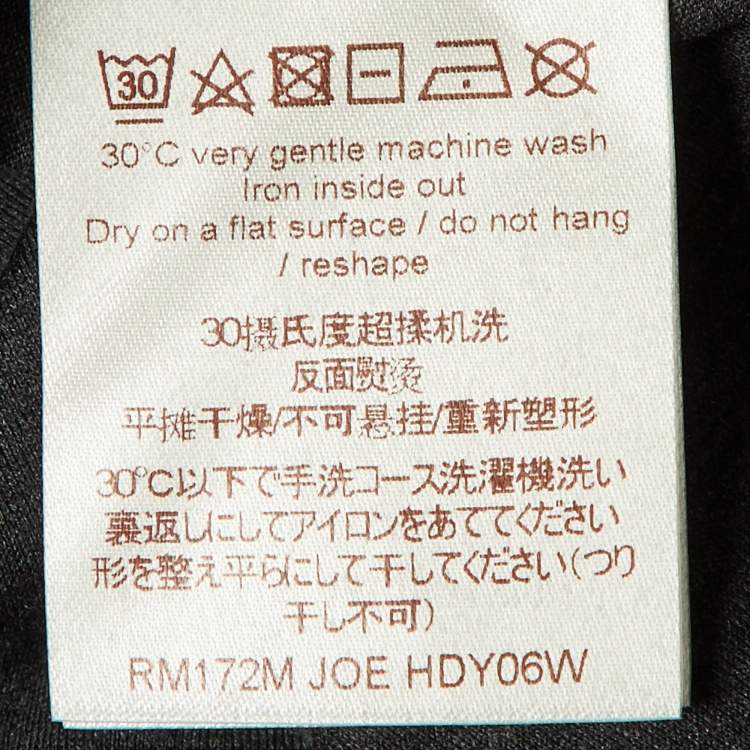 30
30°C very gentle machine wash
Iron inside out
Dry on a flat surface / do not hang
/ reshape
30摄氏度超揉机洗
反面熨烫
平摊干燥/不可悬挂/重新塑形
30°C以下で手洗コース洗濯機洗い
裏返しにしてアイロンをあててください
形を整え平らにして干してください(つり
干し不可)
RM172M JOE HDY06W